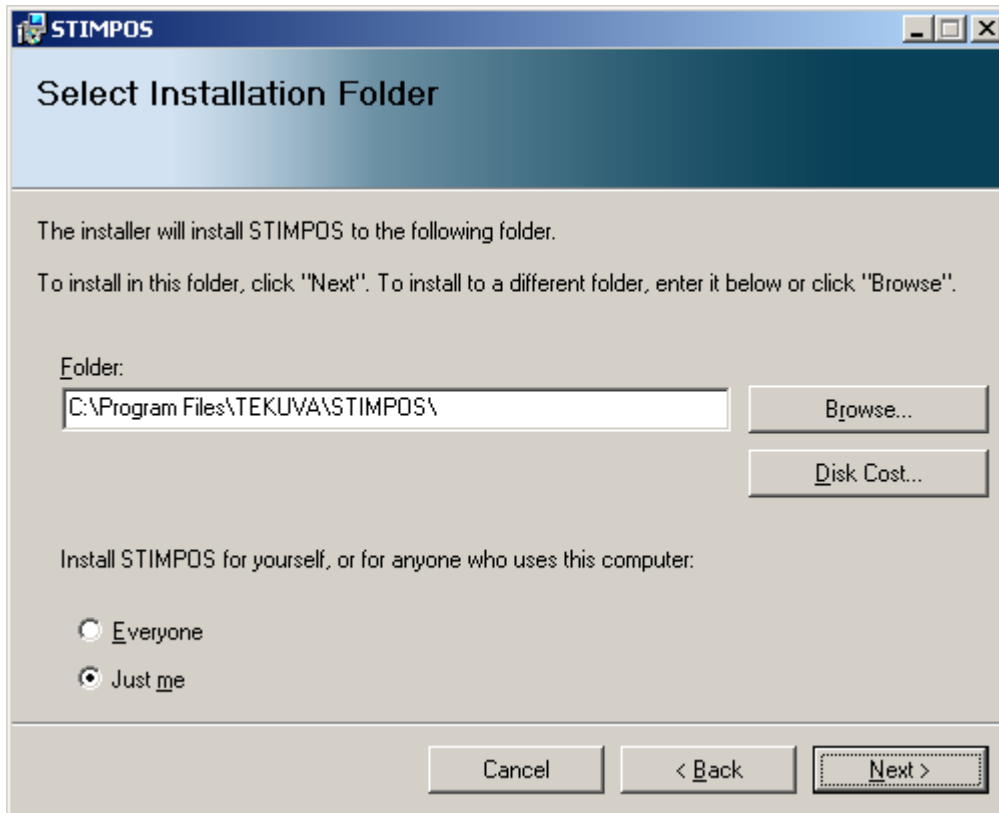 STIMPOS
Select Installation Folder
The installer will install STIMPOS to the following folder.
To install in this folder, click "Next". To install to a different folder, enter it below or click "Browse".
Folder:
C:\Program Files\TEKUVA\STIMPOS\
Browse...
Disk Cost...
Install STIMPOS for yourself, or for anyone who uses this computer:
Everyone
Just me
Cancel
< Back
Next >